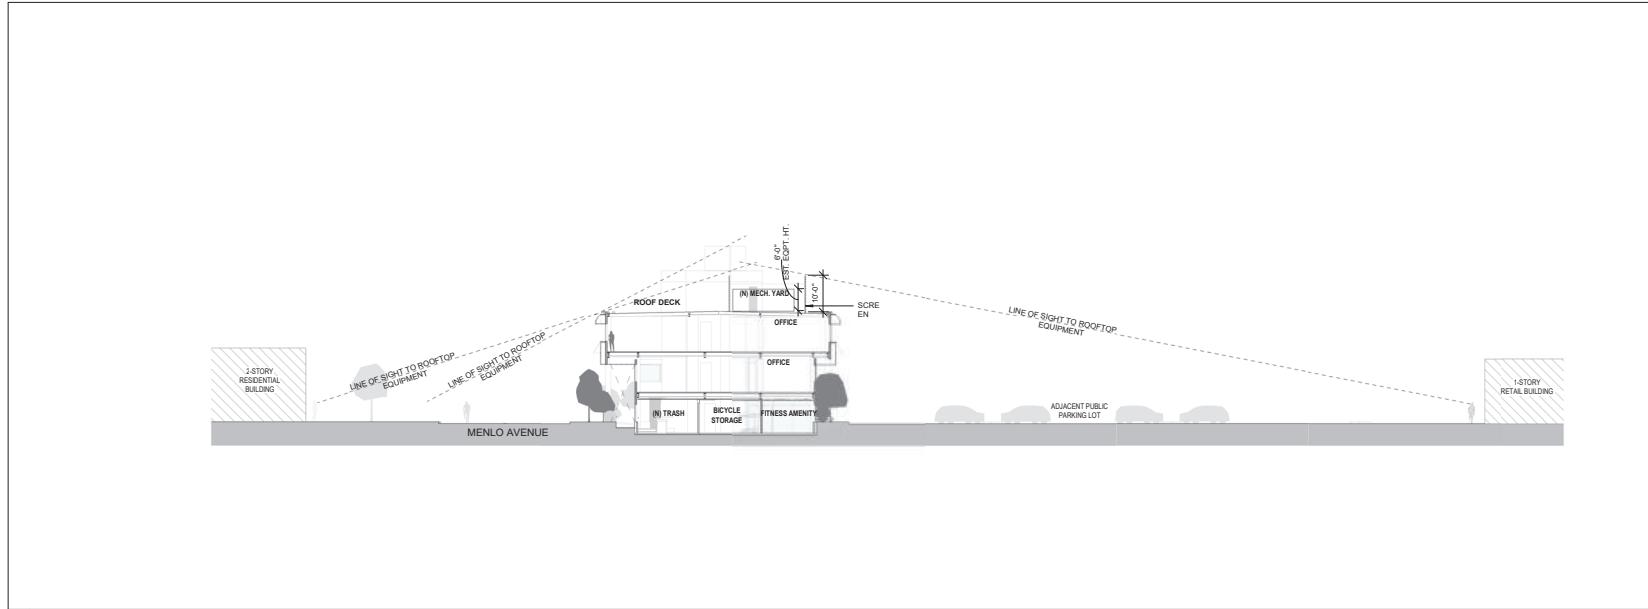 6'-0"
EST. EQPT. HT.
10'-0"
(N) MECH. YARD
ROOF DECK
SCRE
EN
OFFICE
LINE OF SIGHT TO ROOFTOP
EQUIPMENT
LINE OF SIGHT TO ROOFTOP
EQUIPMENT
LINE OF SIGHT TO ROOFTOP
EQUIPMENT
OFFICE
2-STORY
RESIDENTIAL
BUILDING
1-STORY
RETAIL BUILDING
(N) TRASH
BICYCLE
STORAGE
FITNESS AMENITY
ADJACENT PUBLIC
PARKING LOT
MENLO AVENUE